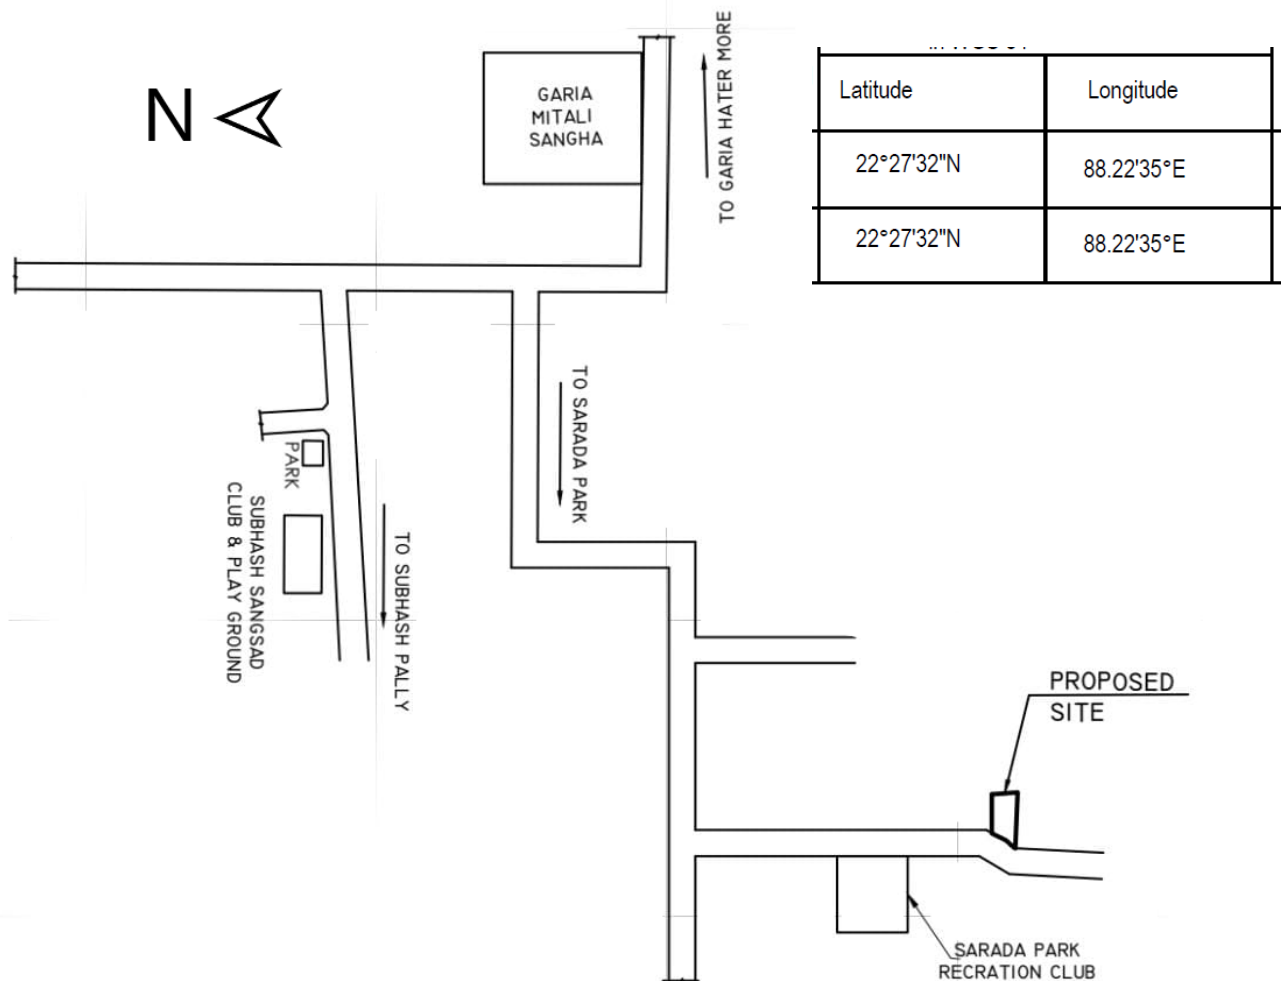 N
GARIA
MITALI
SANGHA
TO GARIA HATER MORE
Latitude
Longitude
22°27'32"N
88.22'35°E
22°27'32"N
88.22'35°E
TO SARADA PARK
PARK
SUBHASH SANGSAD
CLUB & PLAY GROUND
TO SUBHASH PALLY
PROPOSED
SITE
SARADA PARK
RECRATION CLUB